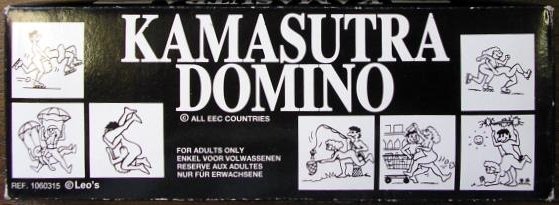 KAMASUTRA
DOMINO
© ALL EEC COUNTRIES
FOR ADULTS ONLY
ENKEL VOOR VOLWASSENEN
RESERVE AUX ADULTES
NUR FÜR ERWACHSENE
REF. 1060315 ©Leo's